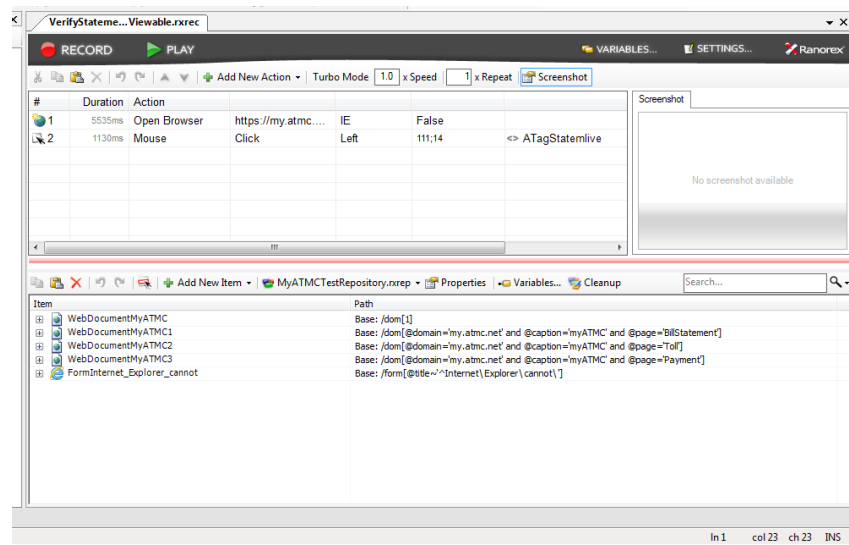 VerifyStateme...Viewable.rxrec
RECORD PLAY VARIABLES... SETTINGS... Ranorex
Add New Action Turbo Mode 1.0 x Speed 1 x Repeat Screenshot
# Duration Action
1 5535ms Open Browser https://my.atmc.... IE False
2 1130ms Mouse Click Left 111;14 <> ATagStatemlive
Screenshot
No screenshot available
Add New Item MyATMCTestRepository.rxrep Properties Variables... Cleanup Search...
Item Path
WebDocumentMyATMC Base: /dom[1]
WebDocumentMyATMC1 Base: /dom[@domain='my.atmc.net' and @caption='myATMC' and @page='BillStatement']
WebDocumentMyATMC2 Base: /dom[@domain='my.atmc.net' and @caption='myATMC' and @page='Toll']
WebDocumentMyATMC3 Base: /dom[@domain='my.atmc.net' and @caption='myATMC' and @page='Payment']
FormInternet_Explorer_cannot Base: /form[@title~'^Internet\ Explorer\ cannot\ ']
In 1 col 23 ch 23 INS